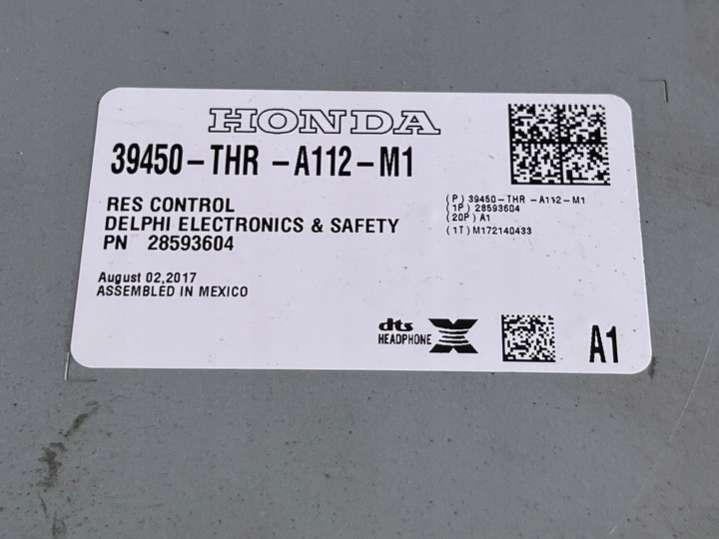 HONDA
39450-THR-A112-M1
RES CONTROL
DELPHI ELECTRONICS & SAFETY
PN 28593604
August 02,2017
ASSEMBLED IN MEXICO
(P) 39450-THR-A112-M1
(1P) 28593604
(20P) A1
(1T) M172140433
dts
HEADPHONE X
A1